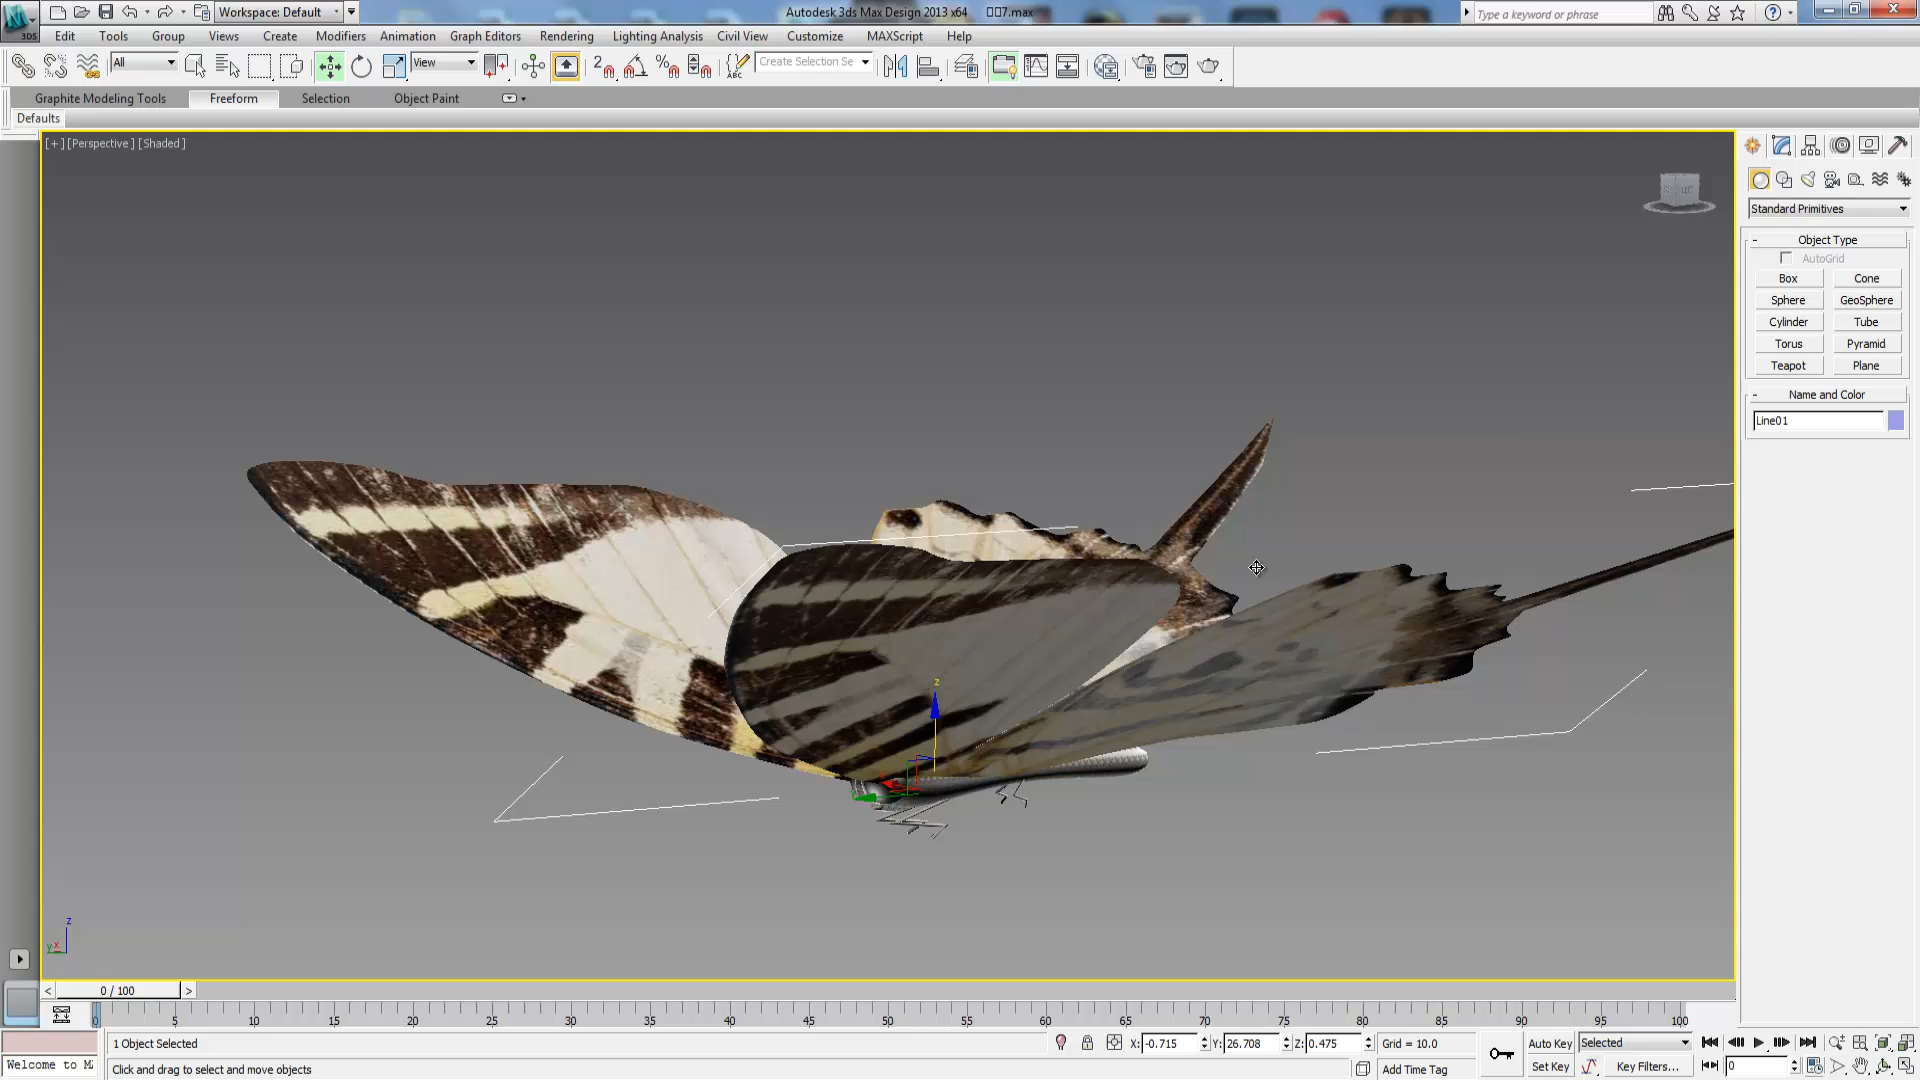 Workspace: Default
Autodesk 3ds Max Design 2013 x64 □□7.max
Type a keyword or phrase
3DS
Edit Tools Group Views Create Modifiers Animation Graph Editors Rendering Lighting Analysis Civil View Customize MAXScript Help
All View Create Selection Se
Graphite Modeling Tools Freeform Selection Object Paint
Defaults
[+] [Perspective] [Shaded]
Standard Primitives
- Object Type
AutoGrid
Box Cone
Sphere GeoSphere
Cylinder Tube
Torus Pyramid
Teapot Plane
- Name and Color
Line01
z
z
y x
< 0 / 100 >
0 5 10 15 20 25 30 35 40 45 50 55 60 65 70 75 80 85 90 95 100
1 Object Selected X: -0.715 Y: 26.708 Z: 0.475 Grid = 10.0 Auto Key Selected
Welcome to M
Click and drag to select and move objects Add Time Tag Set Key Key Filters... 0